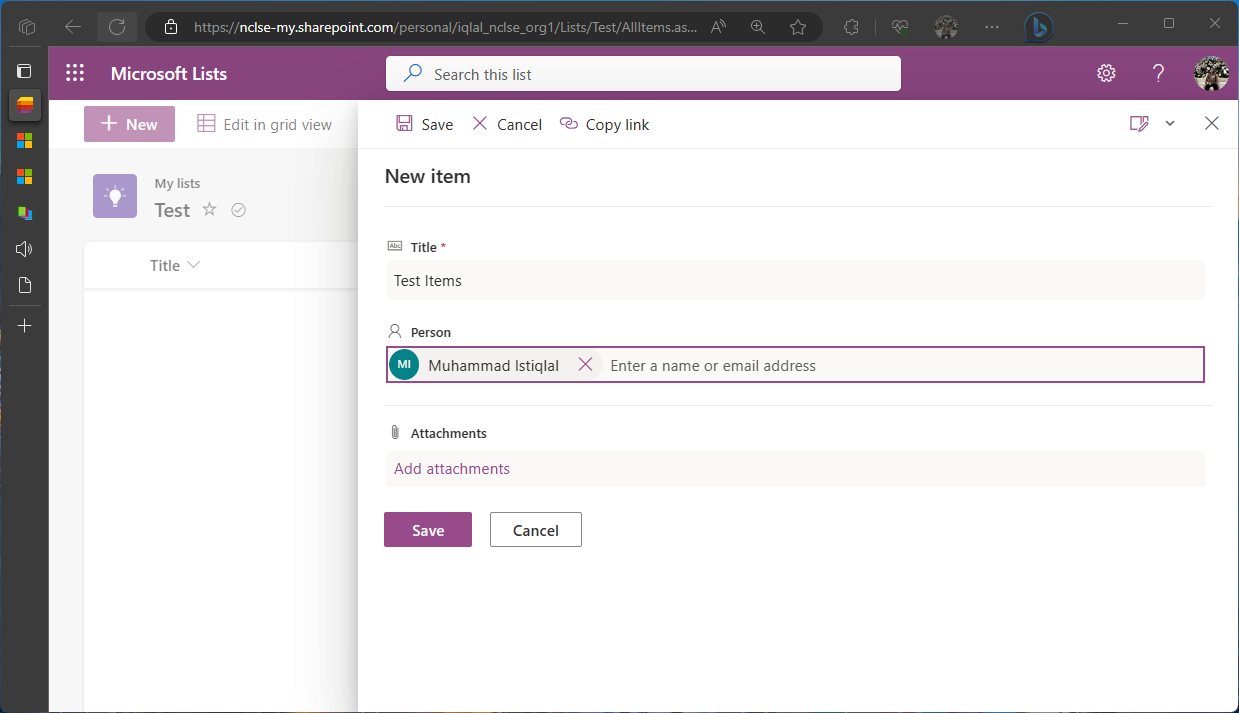 https://nclse-my.sharepoint.com/personal/iqlal_nclse_org1/Lists/Test/AllItems.as...
Microsoft Lists
Search this list
New
Edit in grid view
Save
Cancel
Copy link
New item
My lists
Test
Title
Abc Title *
Test Items
Person
MI Muhammad Istiqlal Enter a name or email address
Attachments
Add attachments
Save
Cancel